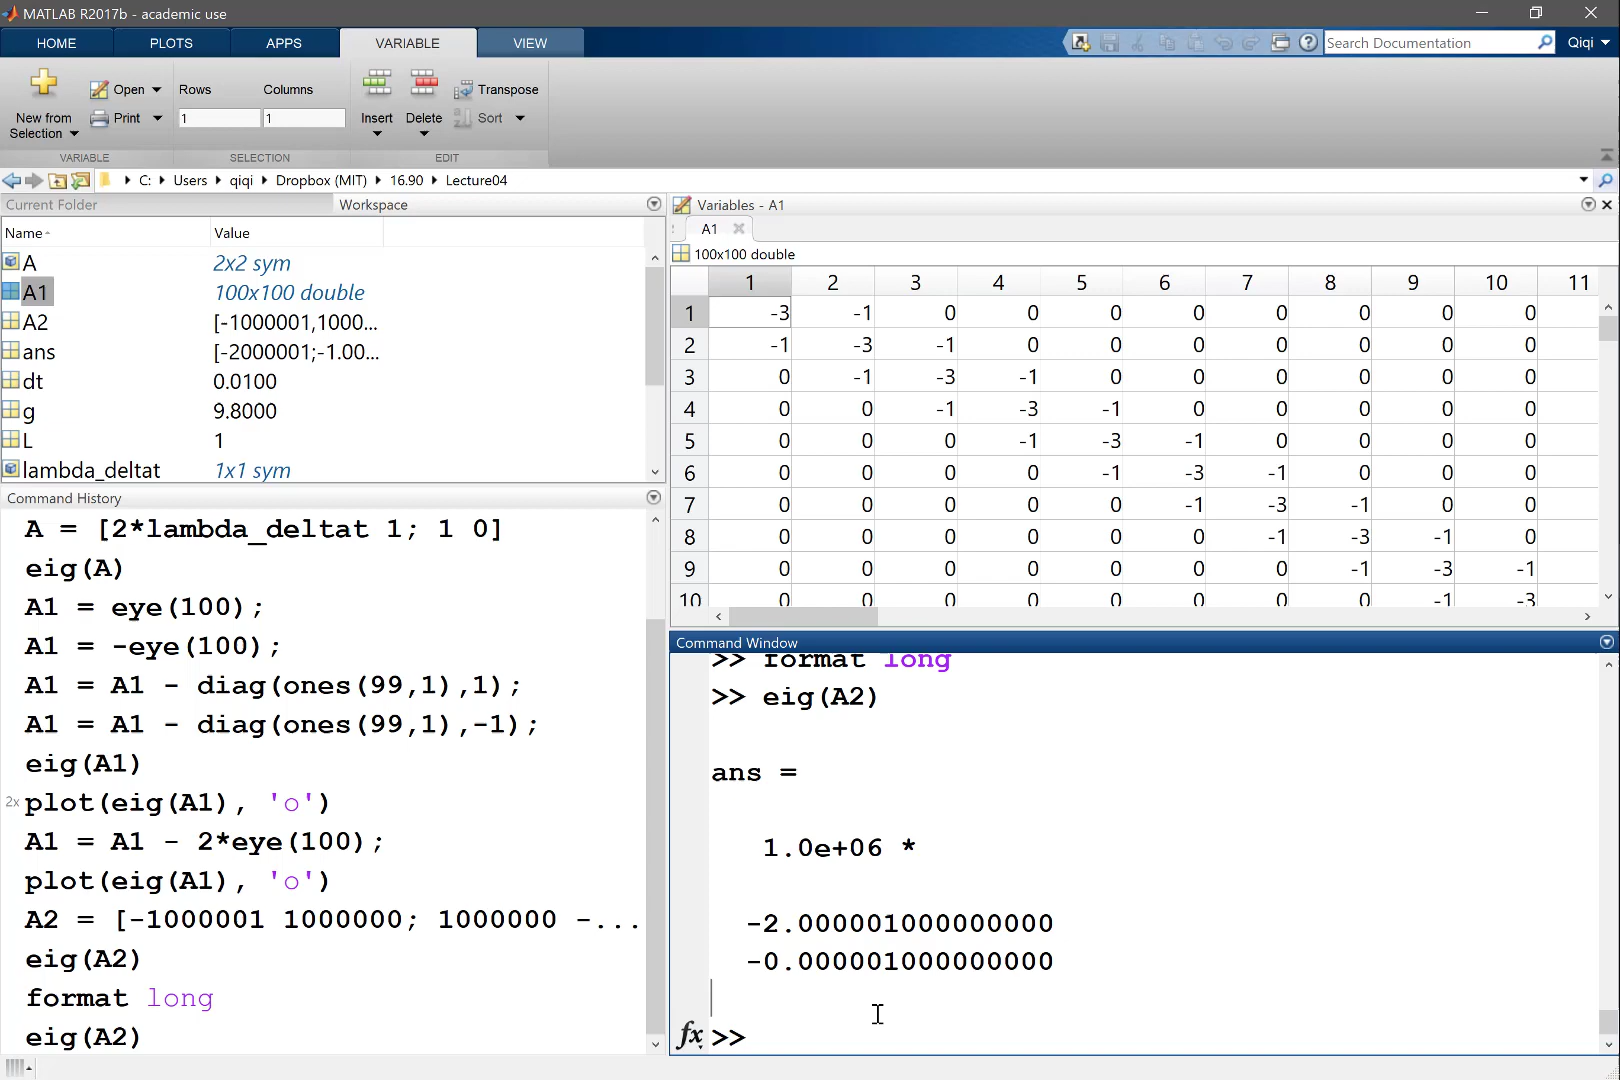 MATLAB R2017b - academic use
HOME PLOTS APPS VARIABLE VIEW
Search Documentation
Qiqi
New from Selection
Open
Print
Rows Columns
1 1
Insert
Delete
Transpose
Sort
VARIABLE SELECTION EDIT
C: Users qiqi Dropbox (MIT) 16.90 Lecture04
Current Folder
Workspace
Name Value
A 2x2 sym
A1 100x100 double
A2 [-1000001,1000...
ans [-2000001;-1.00...
dt 0.0100
g 9.8000
L 1
lambda_deltat 1x1 sym
Command History
A = [2*lambda_deltat 1; 1 0]
eig(A)
A1 = eye(100);
A1 = -eye(100);
A1 = A1 - diag(ones(99,1),1);
A1 = A1 - diag(ones(99,1),-1);
eig(A1)
2x plot(eig(A1), 'o')
A1 = A1 - 2*eye(100);
plot(eig(A1), 'o')
A2 = [-1000001 1000000; 1000000 -...
eig(A2)
format long
eig(A2)
Variables - A1
A1
100x100 double
1 2 3 4 5 6 7 8 9 10 11
1 -3 -1 0 0 0 0 0 0 0 0
2 -1 -3 -1 0 0 0 0 0 0 0
3 0 -1 -3 -1 0 0 0 0 0 0
4 0 0 -1 -3 -1 0 0 0 0 0
5 0 0 0 -1 -3 -1 0 0 0 0
6 0 0 0 0 -1 -3 -1 0 0 0
7 0 0 0 0 0 -1 -3 -1 0 0
8 0 0 0 0 0 0 -1 -3 -1 0
9 0 0 0 0 0 0 0 -1 -3 -1
10 0 0 0 0 0 0 0 0 -1 -3
Command Window
>> format long
>> eig(A2)
ans =
1.0e+06 *
-2.000001000000000
-0.000001000000000
fx >>